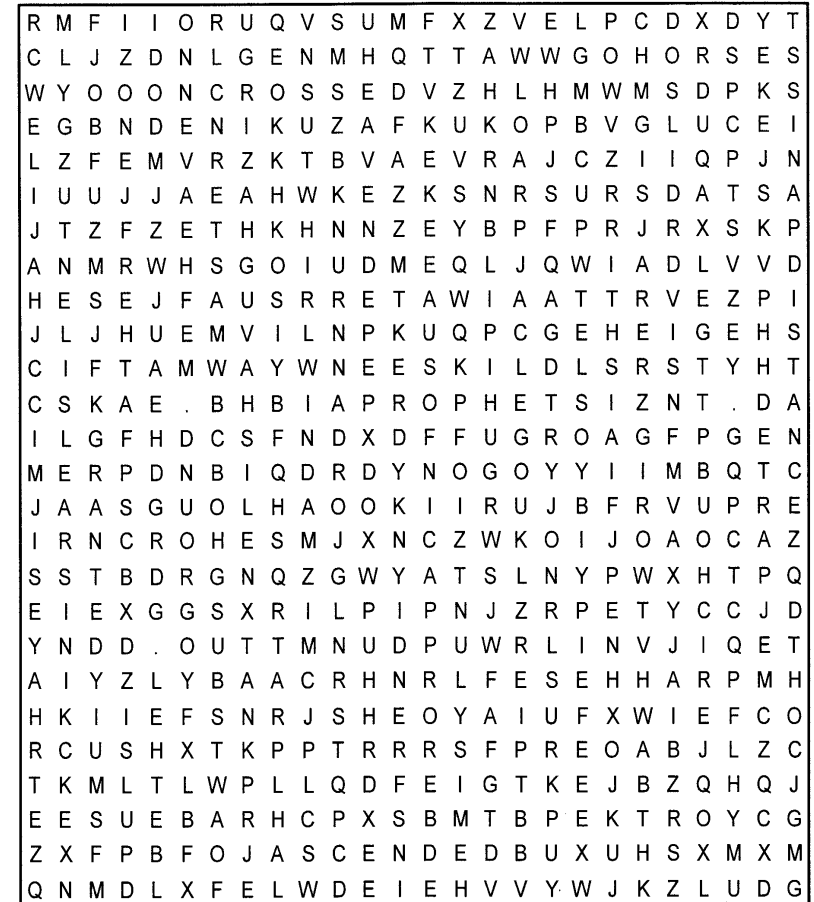 R M F I I O R U Q V S U M F X Z V E L P C D X D Y T
C L J Z D N L G E N M H Q T T A W W G O H O R S E S
W Y O O O N C R O S S E D V Z H L H M W M S D P K S
E G B N D E N I K U Z A F K U K O P B V G L U C E I
L Z F E M V R Z K T B V A E V R A J C Z I I Q P J N
I U U J J A E A H W K E Z K S N R S U R S D A T S A
J T Z F Z E T H K H N N Z E Y B P F P R J R X S K P
A N M R W H S G O I U D M E Q L J Q W I A D L V V D
H E S E J F A U S R R E T A W I A A T T R V E Z P I
J L J H U E M V I L N P K U Q P C G E H E I G E H S
C I F T A M W A Y W N E E S K I L D L S R S T Y H T
C S K A E . B H B I A P R O P H E T S I Z N T . D A
I L G F H D C S F N D X D F F U G R O A G F P G E N
M E R P D N B I Q D R D Y N O G O Y Y I I M B Q T C
J A A S G U O L H A O O K I I R U J B F R V U P R E
I R N C R O H E S M J X N C Z W K O I J O A O C A Z
S S T B D R G N Q Z G W Y A T S L N Y P W X H T P Q
E I E X G G S X R I L P I P N J Z R P E T Y C C J D
Y N D D . O U T T M N U D P U W R L I N V J I Q E T
A I Y Z L Y B A A C R H N R L F E S E H H A R P M H
H K I I E F S N R J S H E O Y A I U F X W I E F C O
R C U S H X T K P P T R R R S F P R E O A B J L Z C
T K M L T L W P L L Q D F E I G T K E J B Z Q H Q J
E E S U E B A R H C P X S B M T B P E K T R O Y C G
Z X F P B F O J A S C E N D E D B U X U H S X M X M
Q N M D L X F E L W D E I E H V V Y W J K Z L U D G